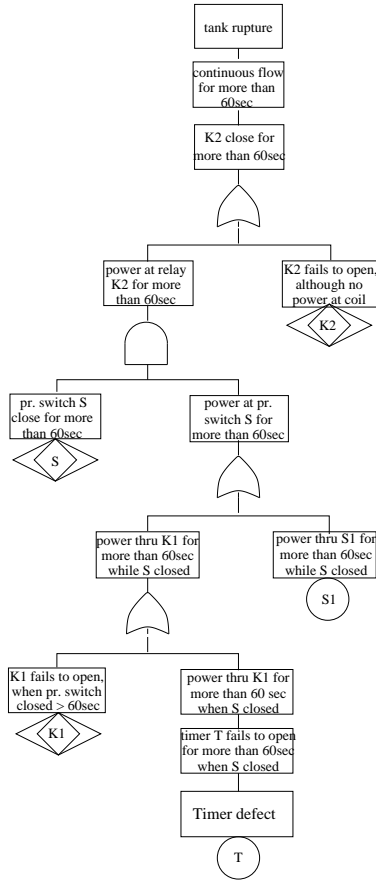 tank rupture
continuous flow
for more than
60sec
K2 close for
more than 60sec
power at relay
K2 for more
than 60sec
K2 fails to open,
although no
power at coil
K2
pr. switch S
close for more
than 60sec
S
power at pr.
switch S for
more than 60sec
power thru K1 for
more than 60sec
while S closed
power thru S1 for
more than 60sec
while S closed
S1
K1 fails to open,
when pr. switch
closed > 60sec
K1
power thru K1 for
more than 60 sec
when S closed
timer T fails to open
for more than 60sec
when S closed
Timer defect
T